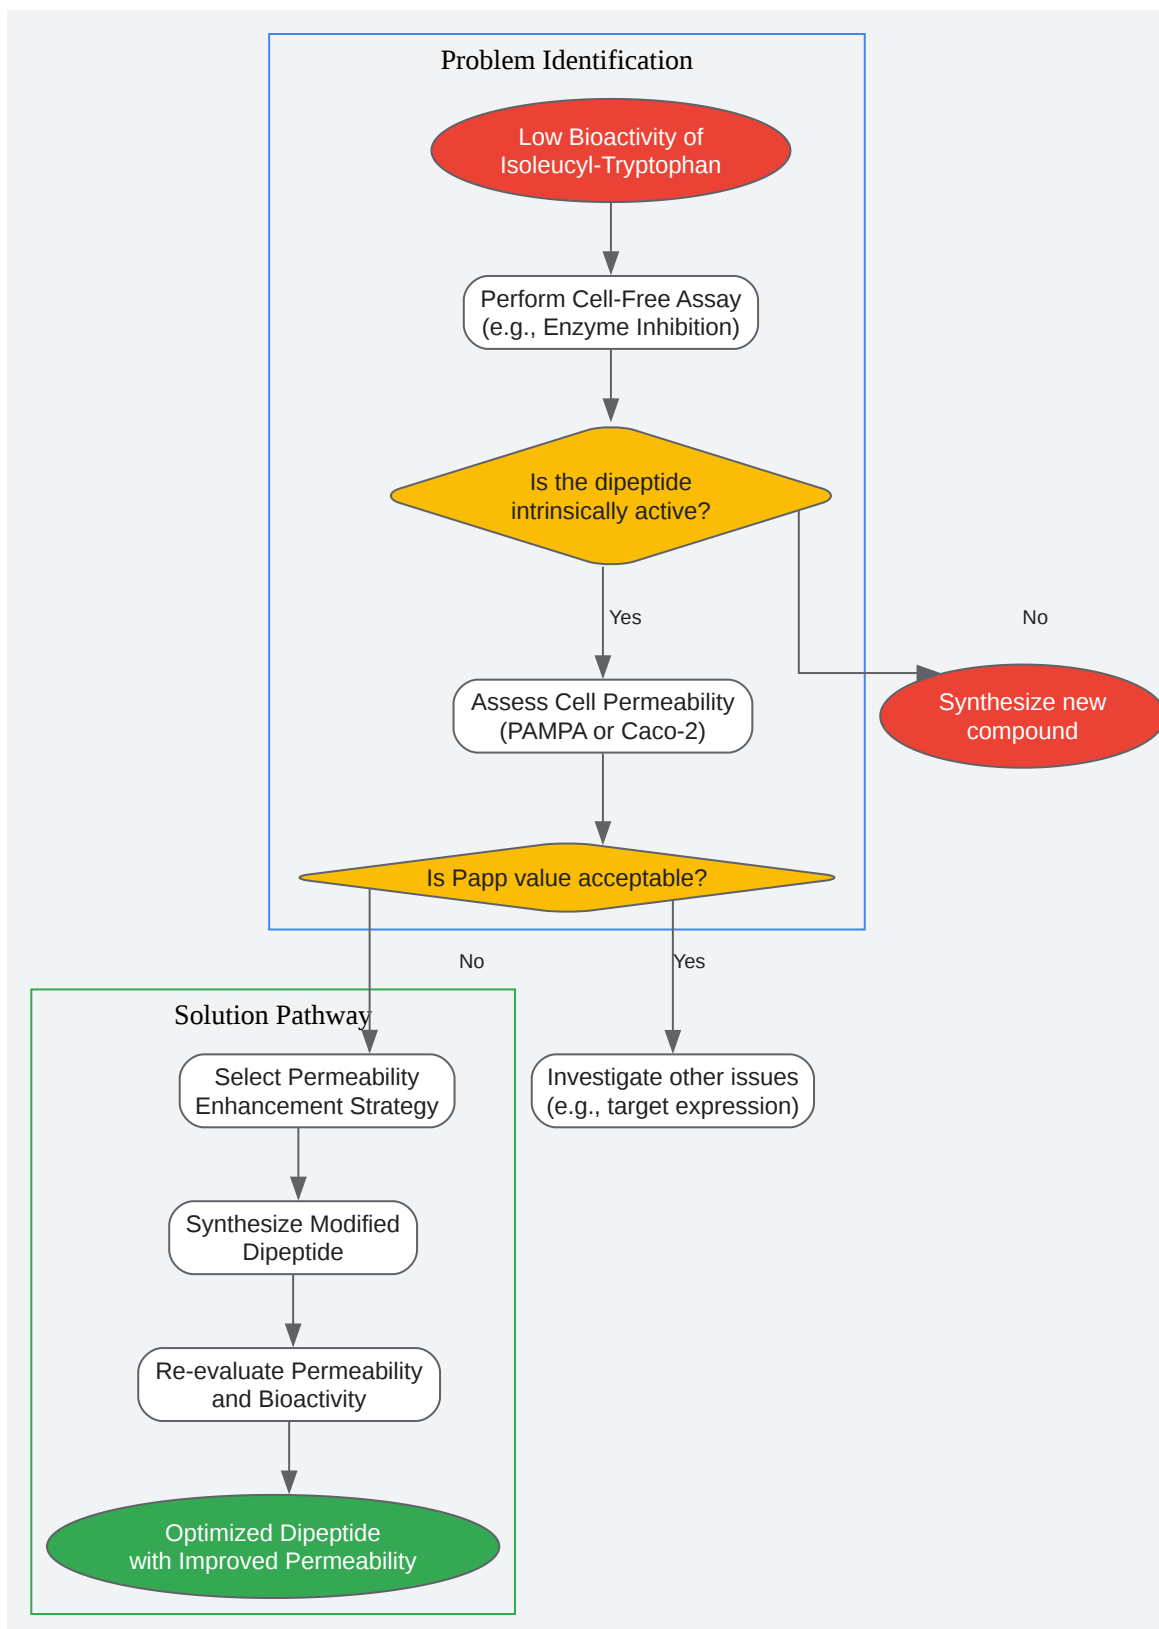 Problem Identification
Low Bioactivity of
Isoleucyl-Tryptophan
Perform Cell-Free Assay
(e.g., Enzyme Inhibition)
Is the dipeptide
intrinsically active?
Yes
No
Assess Cell Permeability
(PAMPA or Caco-2)
Synthesize new
compound
Is Papp value acceptable?
No
Yes
Solution Pathway
Select Permeability
Enhancement Strategy
Investigate other issues
(e.g., target expression)
Synthesize Modified
Dipeptide
Re-evaluate Permeability
and Bioactivity
Optimized Dipeptide
with Improved Permeability